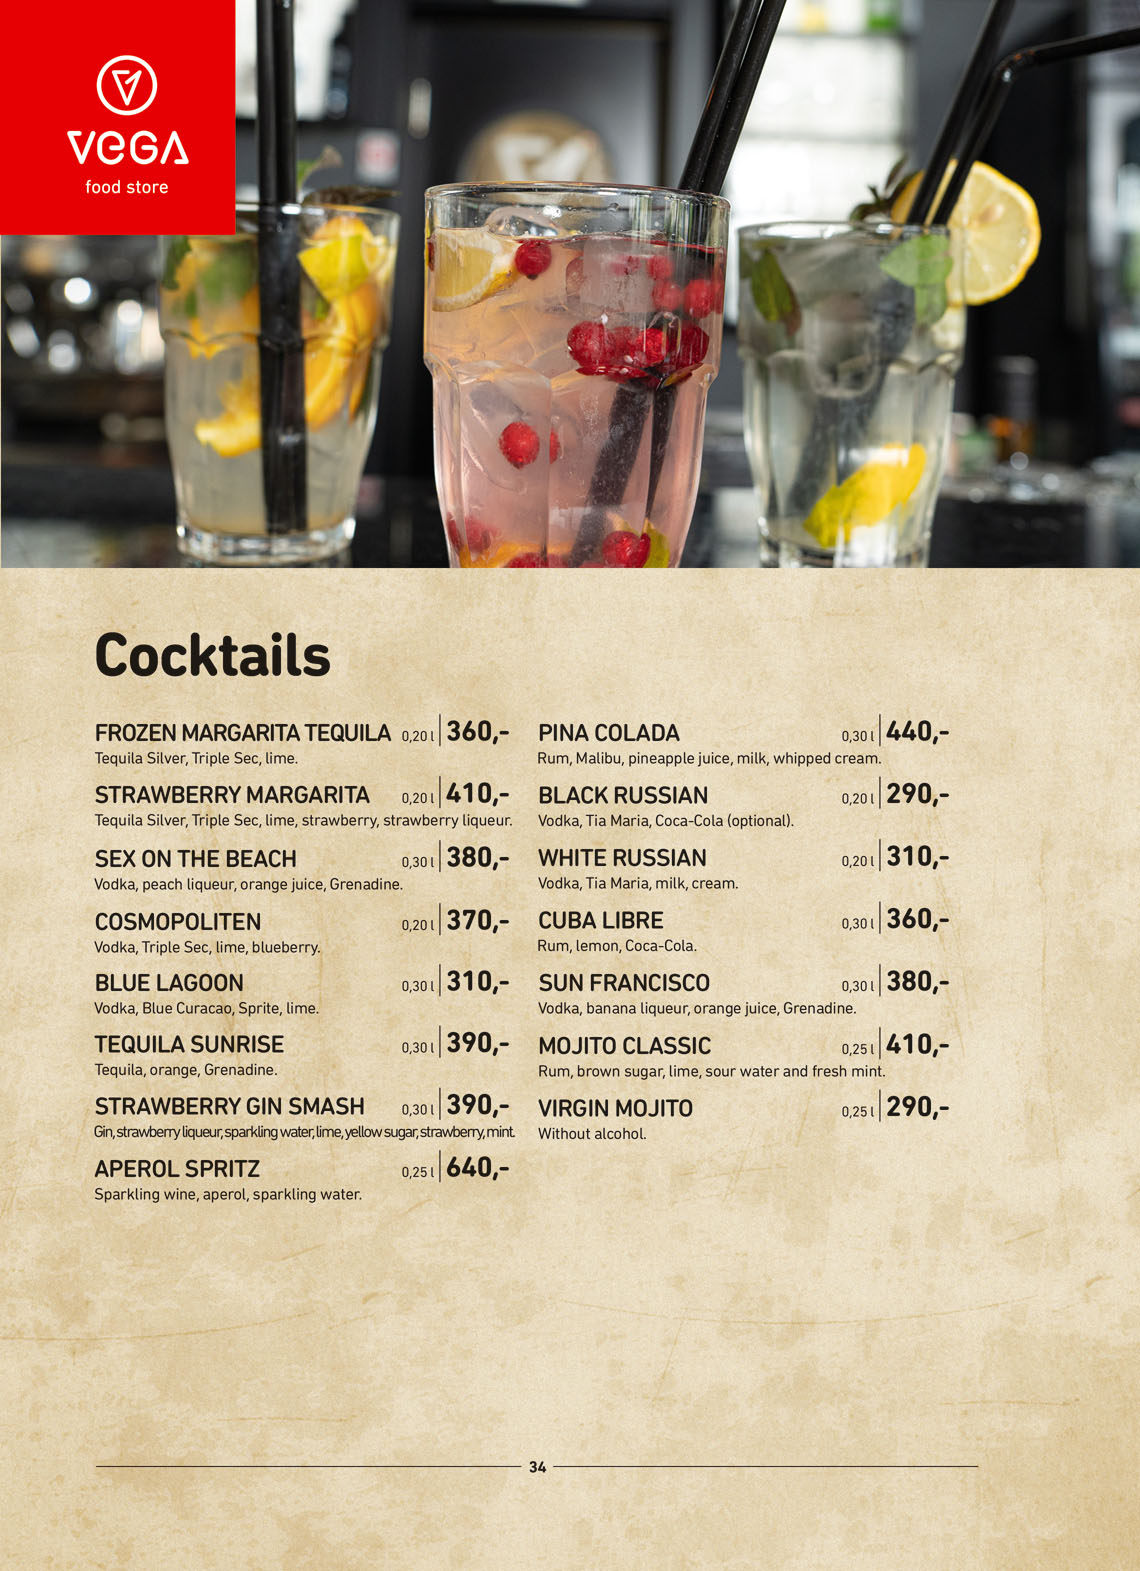 VEGA
food store
Cocktails
FROZEN MARGARITA TEQUILA 0,20 l 360,-
Tequila Silver, Triple Sec, lime.
STRAWBERRY MARGARITA 0,20 l 410,-
Tequila Silver, Triple Sec, lime, strawberry, strawberry liqueur.
SEX ON THE BEACH 0,30 l 380,-
Vodka, peach liqueur, orange juice, Grenadine.
COSMOPOLITEN 0,20 l 370,-
Vodka, Triple Sec, lime, blueberry.
BLUE LAGOON 0,30 l 310,-
Vodka, Blue Curacao, Sprite, lime.
TEQUILA SUNRISE 0,30 l 390,-
Tequila, orange, Grenadine.
STRAWBERRY GIN SMASH 0,30 l 390,-
Gin, strawberry liqueur, sparkling water, lime, yellow sugar, strawberry, mint.
APEROL SPRITZ 0,25 l 640,-
Sparkling wine, aperol, sparkling water.
PINA COLADA 0,30 l 440,-
Rum, Malibu, pineapple juice, milk, whipped cream.
BLACK RUSSIAN 0,20 l 290,-
Vodka, Tia Maria, Coca-Cola (optional).
WHITE RUSSIAN 0,20 l 310,-
Vodka, Tia Maria, milk, cream.
CUBA LIBRE 0,30 l 360,-
Rum, lemon, Coca-Cola.
SUN FRANCISCO 0,30 l 380,-
Vodka, banana liqueur, orange juice, Grenadine.
MOJITO CLASSIC 0,25 l 410,-
Rum, brown sugar, lime, sour water and fresh mint.
VIRGIN MOJITO 0,25 l 290,-
Without alcohol.
34